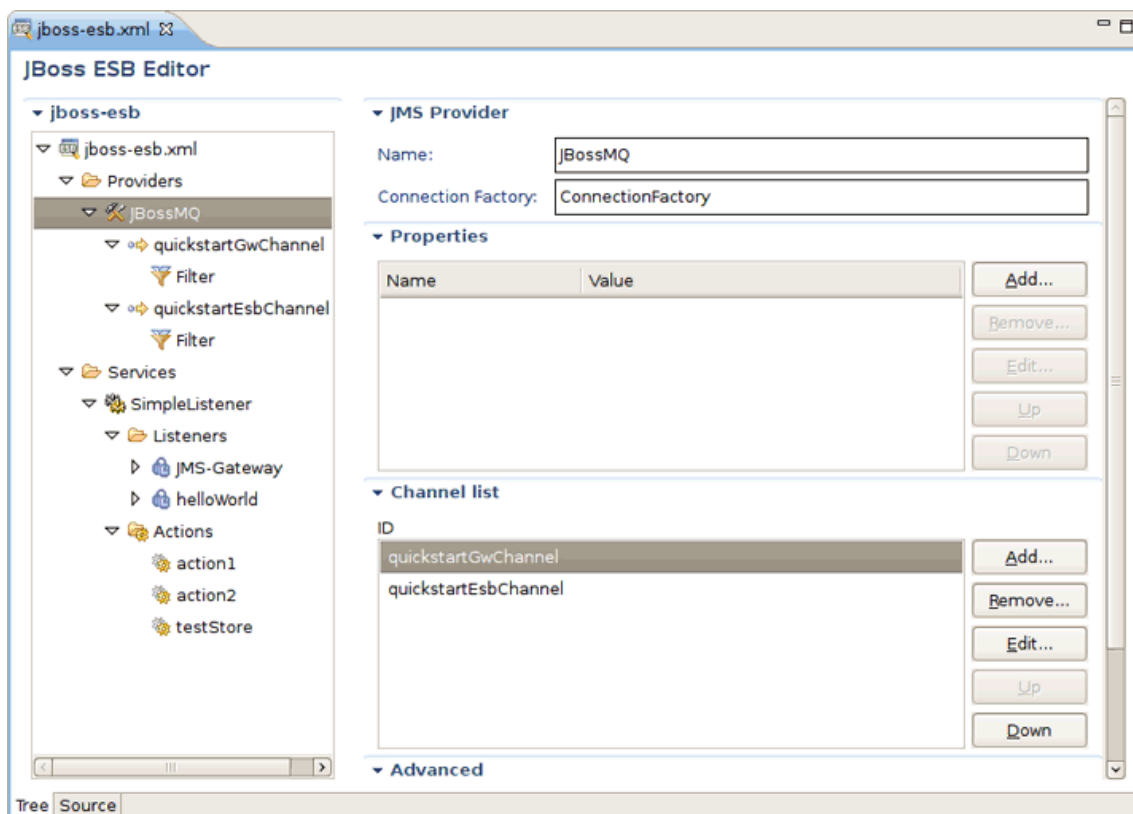 jboss-esb.xml
JBoss ESB Editor
jboss-esb
jboss-esb.xml
Providers
JBossMQ
quickstartGwChannel
Filter
quickstartEsbChannel
Filter
Services
SimpleListener
Listeners
JMS-Gateway
helloWorld
Actions
action1
action2
testStore
JMS Provider
Name: JBossMQ
Connection Factory: ConnectionFactory
Properties
Name Value
Add...
Remove...
Edit...
Up
Down
Channel list
ID
quickstartGwChannel
quickstartEsbChannel
Add...
Remove...
Edit...
Up
Down
Advanced
Tree Source